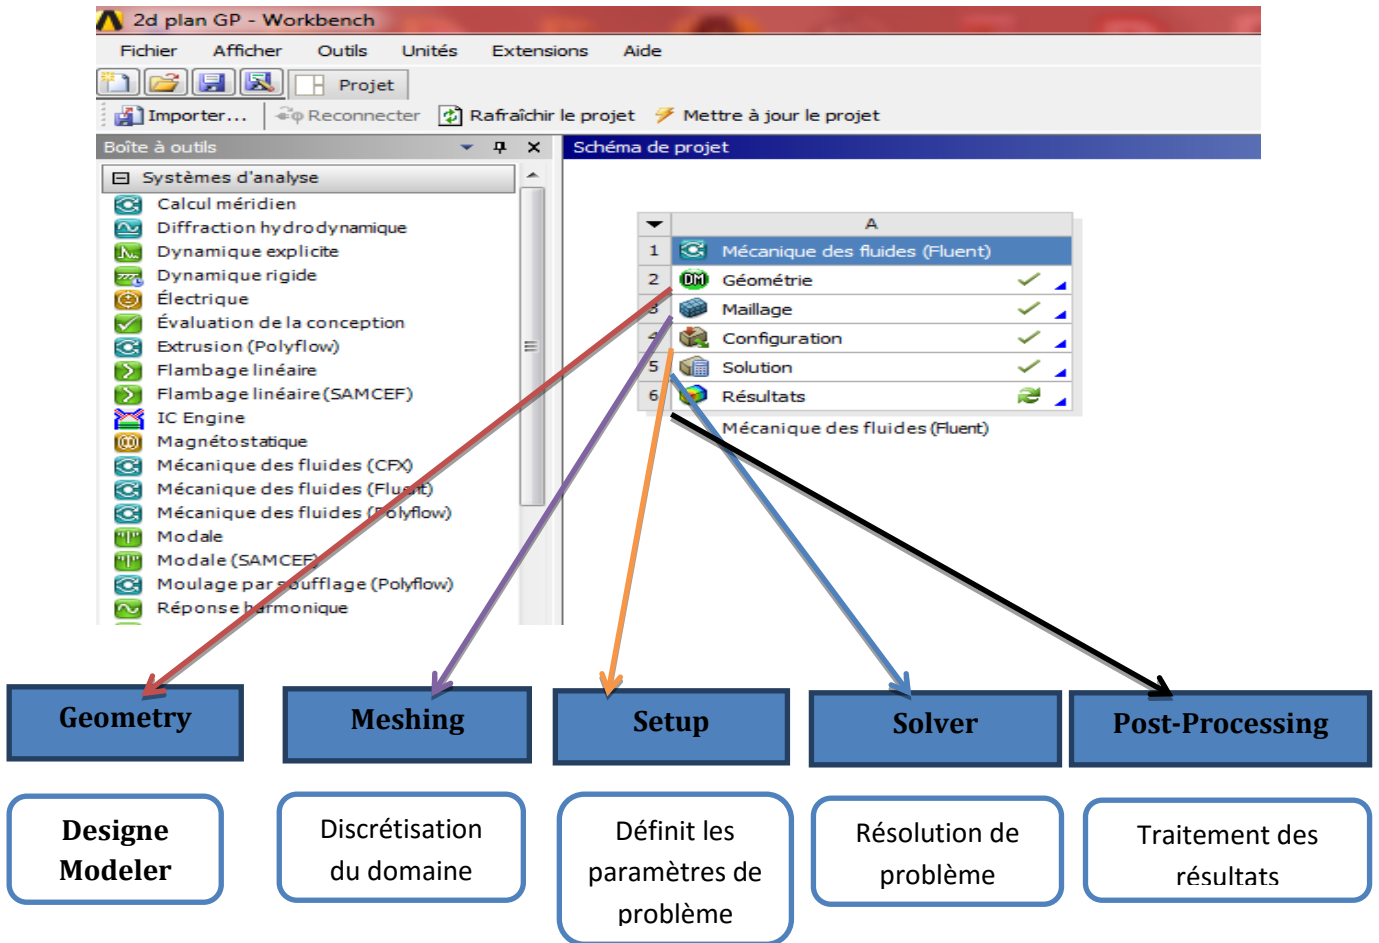 2d plan GP - Workbench
Fichier Afficher Outils Unités Extensions Aide
Projet
Importer... Reconnecter Rafraîchir le projet Mettre à jour le projet
Boîte à outils
Schéma de projet
Systèmes d'analyse
Calcul méridien
Diffraction hydrodynamique
Dynamique explicite
Dynamique rigide
Électrique
Évaluation de la conception
Extrusion (Polyflow)
Flambage linéaire
Flambage linéaire (SAMCEF)
IC Engine
Magnétostatique
Mécanique des fluides (CFX)
Mécanique des fluides (Fluent)
Mécanique des fluides (Polyflow)
Modale
Modale (SAMCEF)
Moulage par soufflage (Polyflow)
Réponse harmonique
A
1 Mécanique des fluides (Fluent)
2 DM Géométrie
3 Maillage
4 Configuration
5 Solution
6 Résultats
Mécanique des fluides (Fluent)
Geometry
Meshing
Setup
Solver
Post-Processing
Designe
Modeler
Discrétisation
du domaine
Définit les
paramètres de
problème
Résolution de
problème
Traitement des
résultats